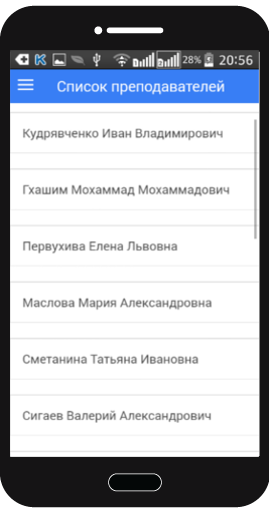 28% 20:56
Список преподавателей
Кудрявченко Иван Владимирович
Гхашим Мохаммад Мохаммадович
Первухива Елена Львовна
Маслова Мария Александровна
Сметанина Татьяна Ивановна
Сигаев Валерий Александрович